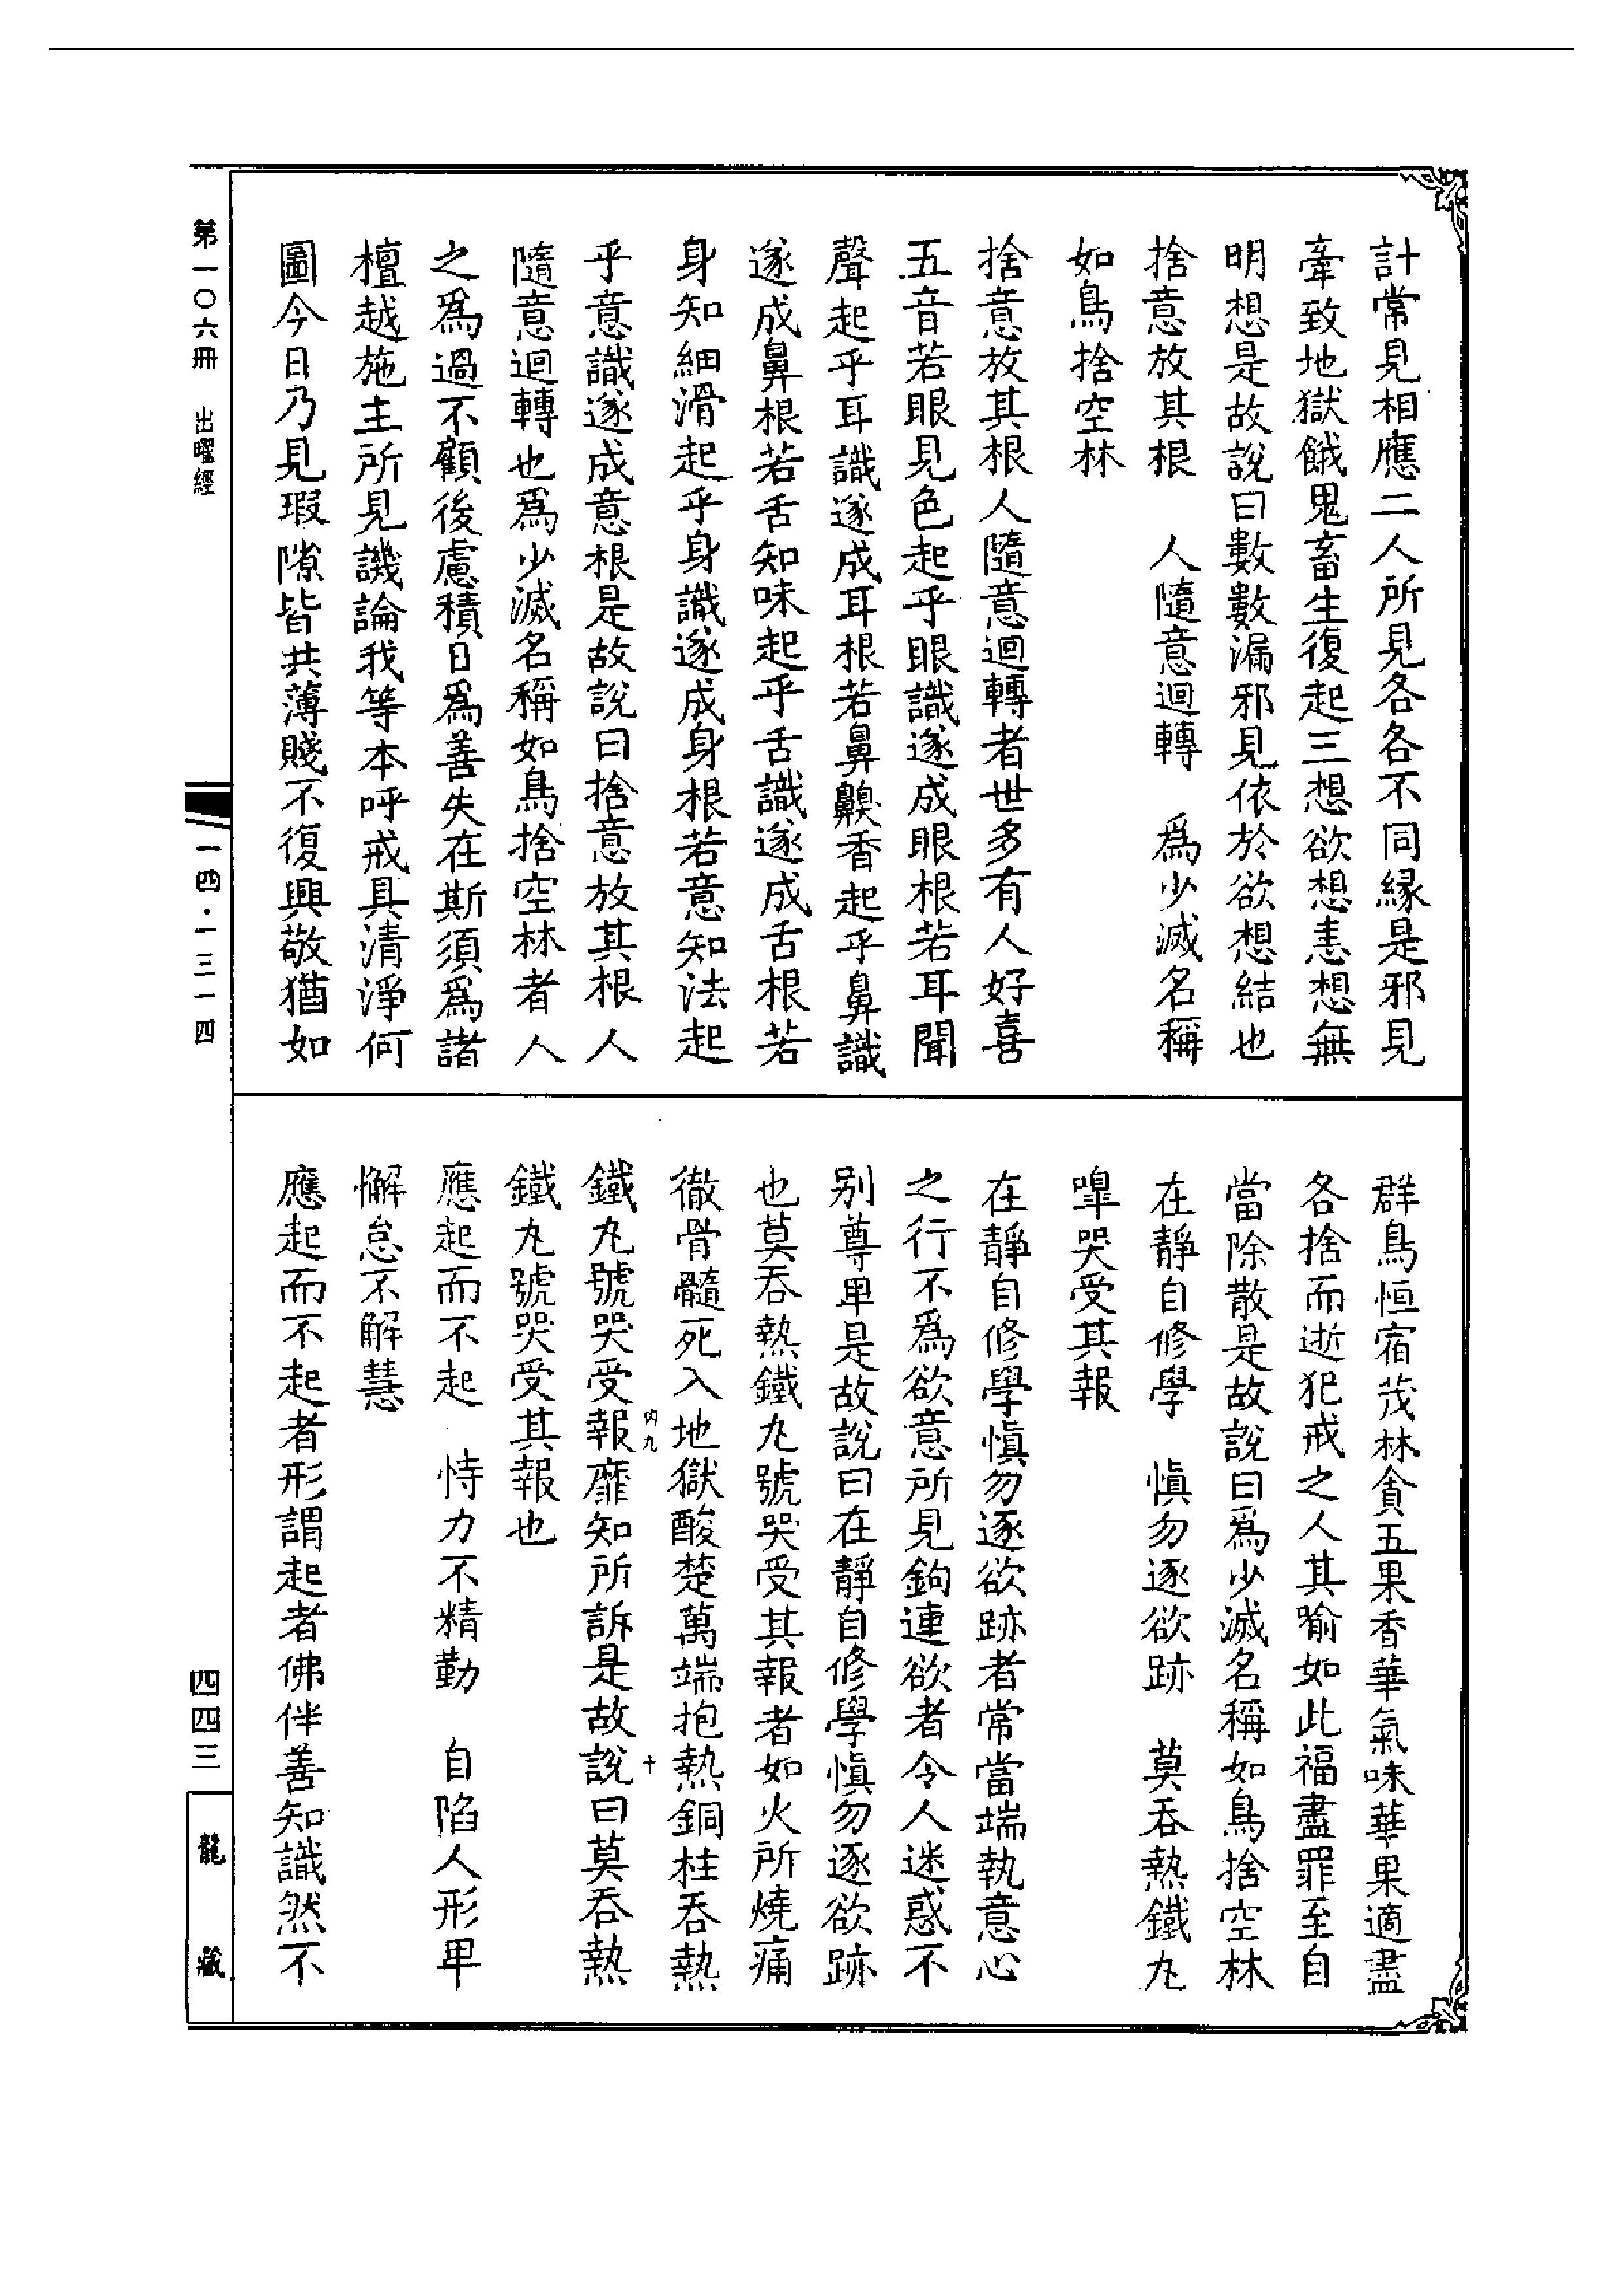 計常見相應二人所見各各不同緣是邪見
牽致地獄餓鬼畜生復起三想欲想恚想無
明想是故說曰數數漏邪見依於欲想結也
捨意放其根　人隨意迴轉　爲少滅名稱
如鳥捨空林
捨意放其根人隨意迴轉者世多有人好喜
五音若眼見色起乎眼識遂成眼根若耳聞
聲起乎耳識遂成耳根若鼻齅香起乎鼻識
遂成鼻根若舌知味起乎舌識遂成舌根若
身知細滑起乎身識遂成身根若意知法起
乎意識遂成意根是故說曰捨意放其根人
隨意迴轉也爲少滅名稱如鳥捨空林者人
之爲過不顧後慮積日爲善失在斯須爲諸
檀越施主所見譏論我等本呼戒具清淨何
圖今日乃見瑕隙皆共薄賤不復興敬猶如
群鳥恒宿茂林貪五果香華氣味華果適盡
各捨而逝犯戒之人其喻如此福盡罪至自
當除散是故說曰爲少滅名稱如鳥捨空林
在靜自修學　愼勿逐欲跡　莫吞熱鐵丸
嘷哭受其報
在靜自修學愼勿逐欲跡者常當端執意心
之行不爲欲意所見鉤連欲者令人迷惑不
別尊卑是故說曰在靜自修學愼勿逐欲跡
也莫吞熱鐵丸號哭受其報者如火所燒痛
徹骨髓死入地獄酸楚萬端抱熱銅柱吞熱
鐵丸號哭受報靡知所訴是故說曰莫吞熱
內九
十
鐵丸號哭受其報也
應起而不起　恃力不精勤　自陷人形卑
懈怠不解慧
應起而不起者形謂起者佛伴善知識然不
第一〇六冊　出曜經
一四·一三一四
四四三
龍藏